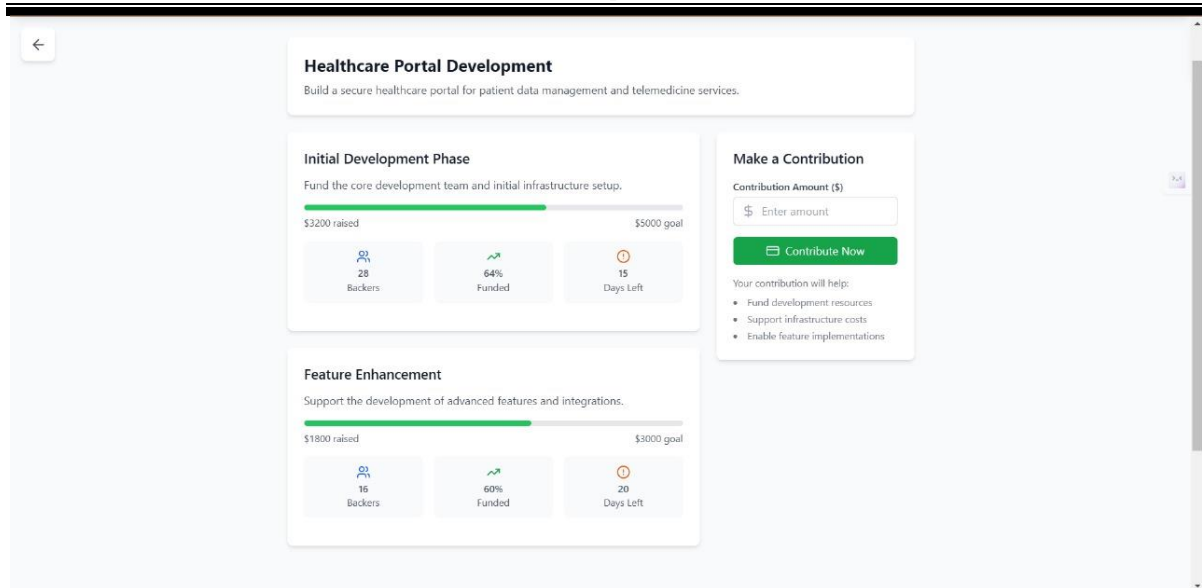 Healthcare Portal Development
Build a secure healthcare portal for patient data management and telemedicine services.
Initial Development Phase
Fund the core development team and initial infrastructure setup.
$3200 raised
$5000 goal
28
Backers
64%
Funded
15
Days Left
Feature Enhancement
Support the development of advanced features and integrations.
$1800 raised
$3000 goal
16
Backers
60%
Funded
20
Days Left
Make a Contribution
Contribution Amount ($)
$ Enter amount
Contribute Now
Your contribution will help:
• Fund development resources
• Support infrastructure costs
• Enable feature implementations